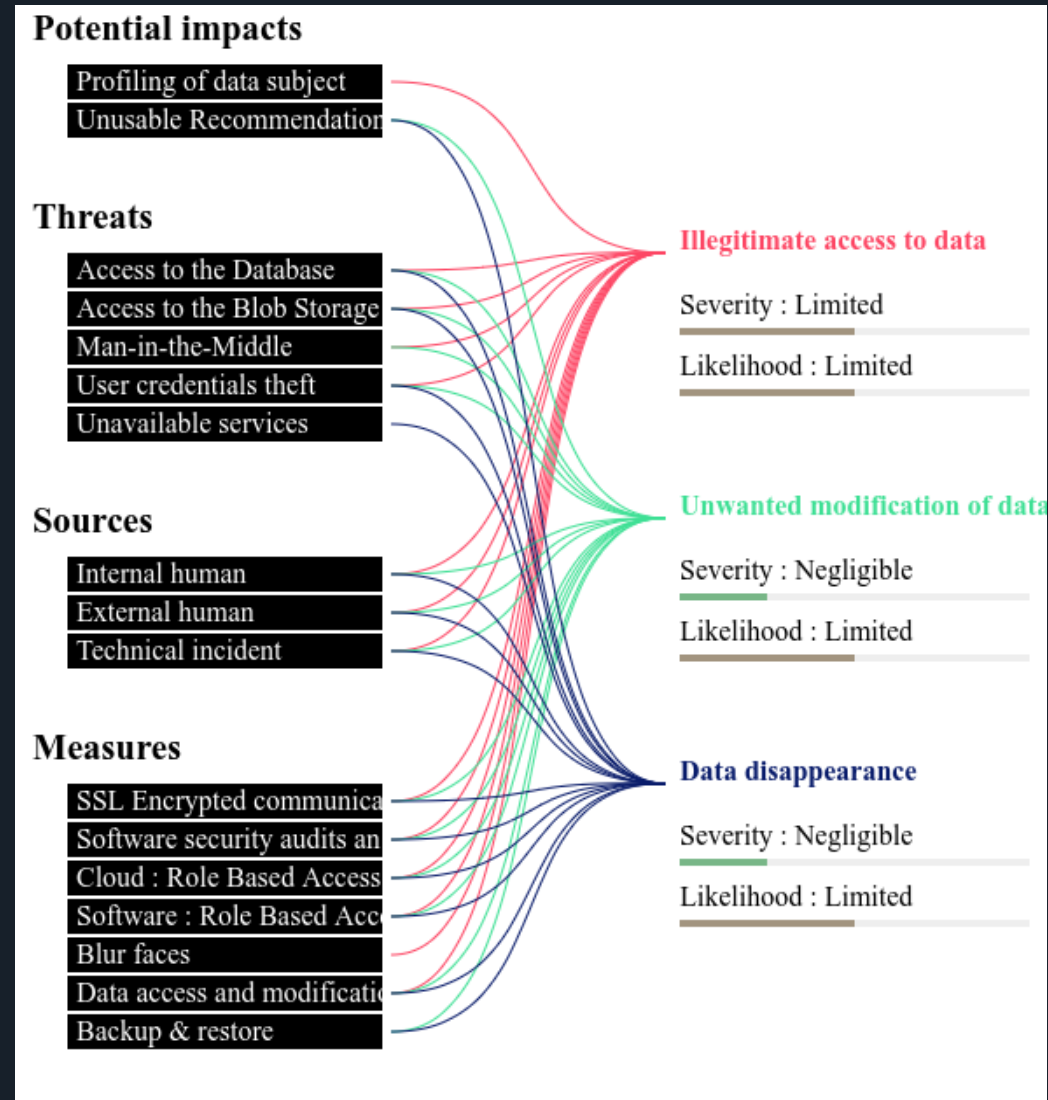 Potential impacts
Profiling of data subject
Unusable Recommendation
Threats
Access to the Database
Access to the Blob Storage
Man-in-the-Middle
User credentials theft
Unavailable services
Sources
Internal human
External human
Technical incident
Measures
SSL Encrypted communica
Software security audits an
Cloud : Role Based Access
Software : Role Based Acc
Blur faces
Data access and modificatio
Backup & restore
Illegitimate access to data
Severity : Limited
Likelihood : Limited
Unwanted modification of data
Severity : Negligible
Likelihood : Limited
Data disappearance
Severity : Negligible
Likelihood : Limited